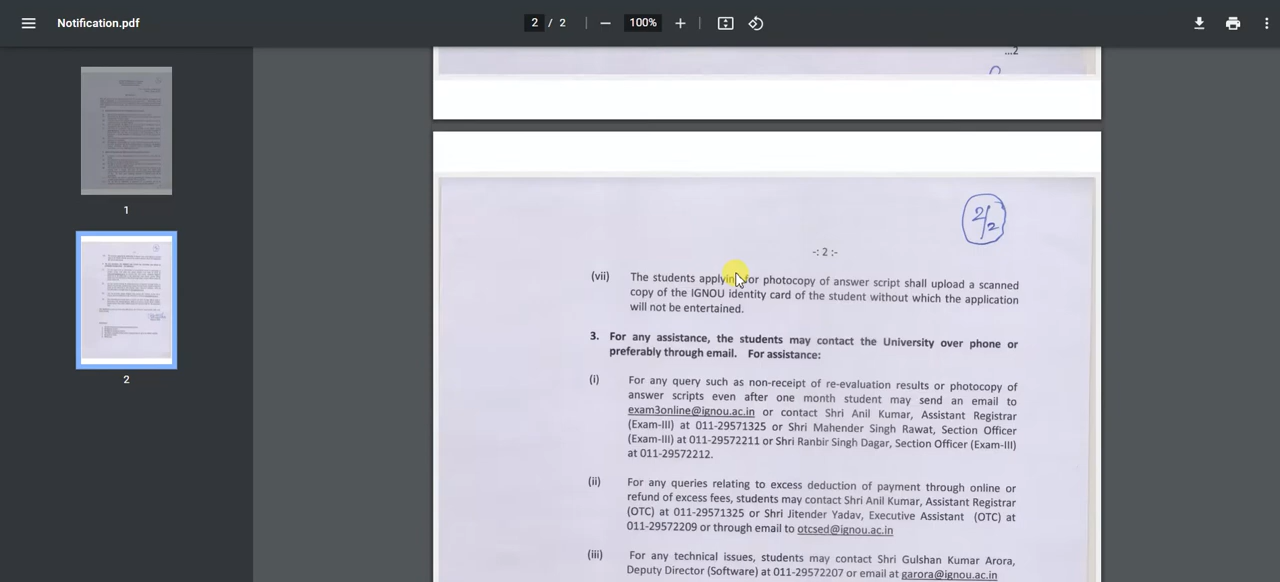 Notification.pdf
2 / 2
100%
1
2
...2
2/2
-: 2 :-
(vii) The students applying for photocopy of answer script shall upload a scanned
copy of the IGNOU identity card of the student without which the application
will not be entertained.
3. For any assistance, the students may contact the University over phone or
preferably through email. For assistance:
(i) For any query such as non-receipt of re-evaluation results or photocopy of
answer scripts even after one month student may send an email to
exam3online@ignou.ac.in or contact Shri Anil Kumar, Assistant Registrar
(Exam-III) at 011-29571325 or Shri Mahender Singh Rawat, Section Officer
(Exam-III) at 011-29572211 or Shri Ranbir Singh Dagar, Section Officer (Exam-III)
at 011-29572212.
(ii) For any queries relating to excess deduction of payment through online or
refund of excess fees, students may contact Shri Anil Kumar, Assistant Registrar
(OTC) at 011-29571325 or Shri Jitender Yadav, Executive Assistant (OTC) at
011-29572209 or through email to otcsed@ignou.ac.in
(iii) For any technical issues, students may contact Shri Gulshan Kumar Arora,
Deputy Director (Software) at 011-29572207 or email at garora@ignou.ac.in